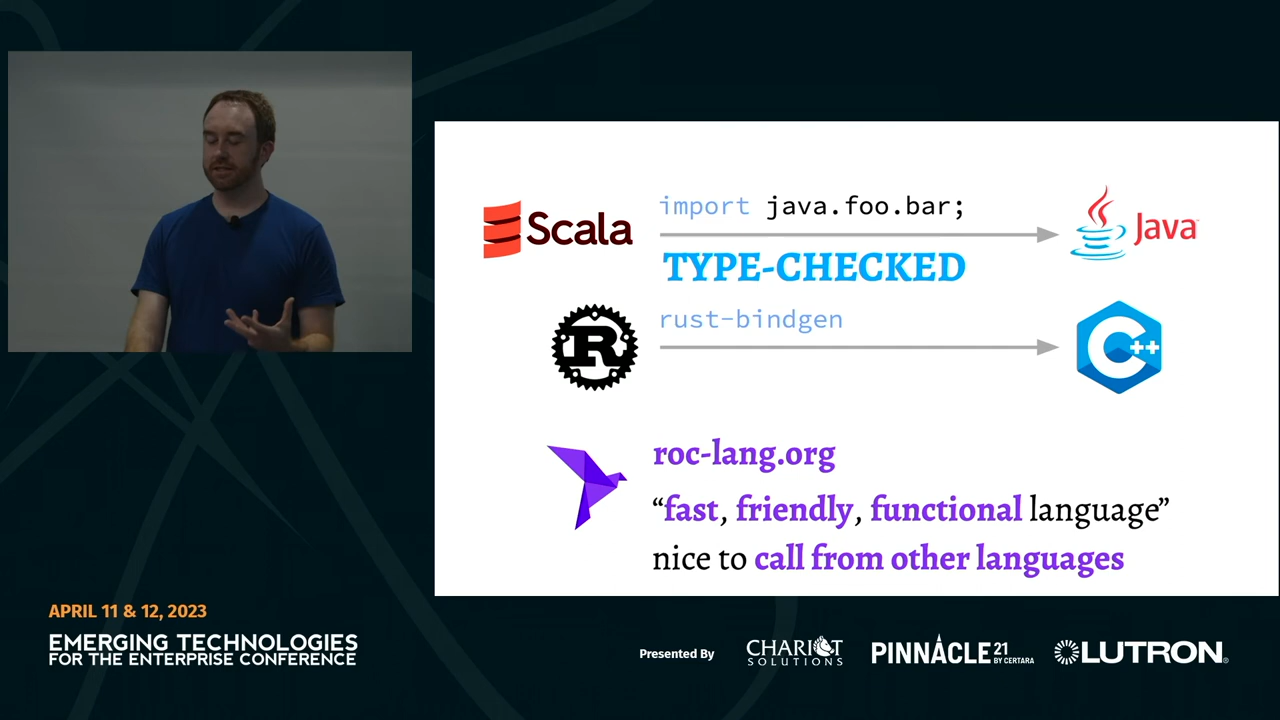 Scala
import java.foo.bar;
Java
TYPE-CHECKED
R
rust-bindgen
C++
roc-lang.org
“fast, friendly, functional language”
nice to call from other languages
APRIL 11 & 12, 2023
EMERGING TECHNOLOGIES
FOR THE ENTERPRISE CONFERENCE
Presented By
CHARIOT
SOLUTIONS
PINNACLE 21
BY CERTARA
LUTRON